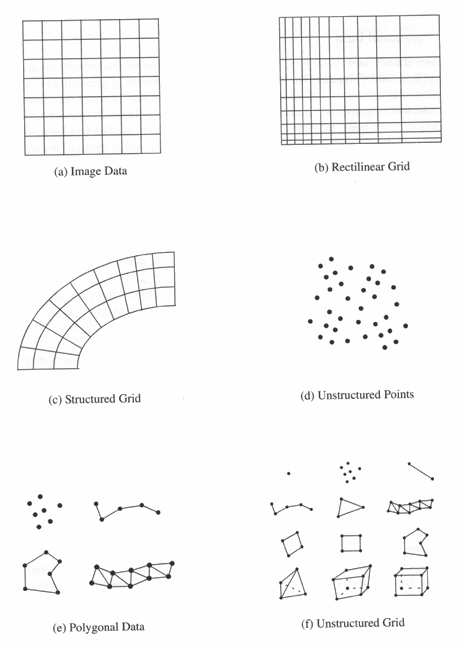 (a) Image Data
(b) Rectilinear Grid
(c) Structured Grid
(d) Unstructured Points
(e) Polygonal Data
(f) Unstructured Grid